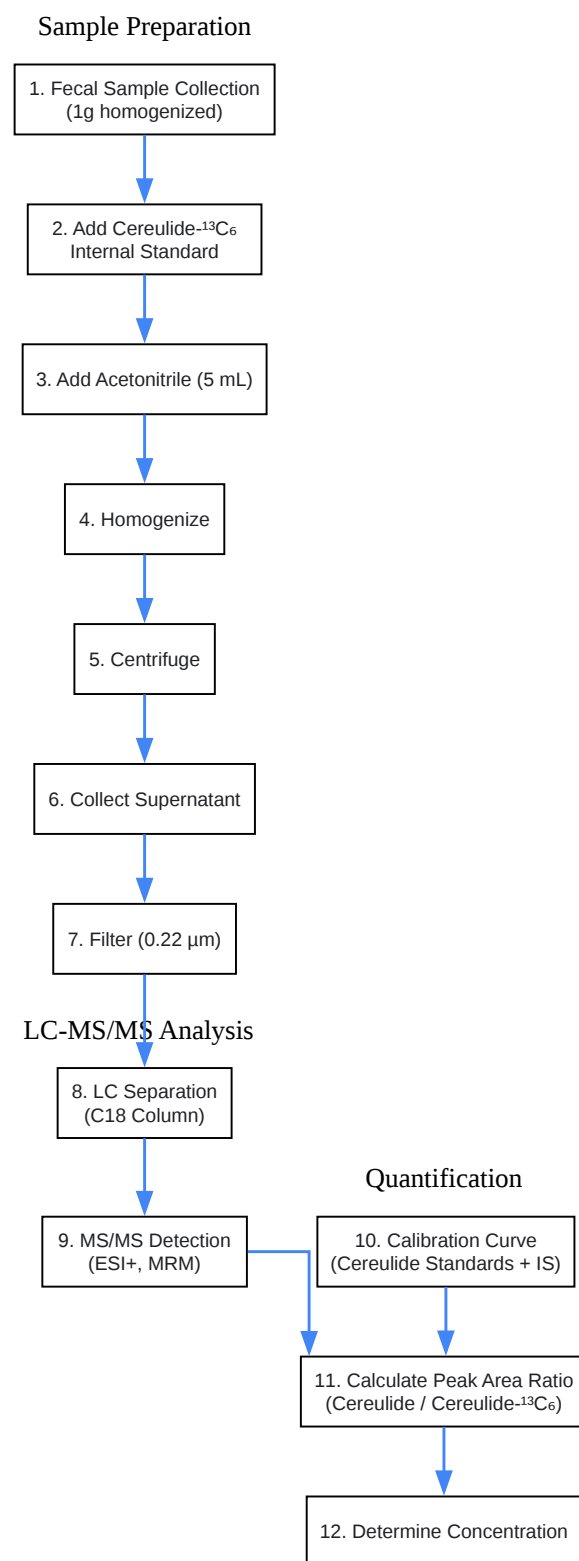 Sample Preparation
1. Fecal Sample Collection
(1g homogenized)
2. Add Cereulide-¹³C₆
Internal Standard
3. Add Acetonitrile (5 mL)
4. Homogenize
5. Centrifuge
6. Collect Supernatant
7. Filter (0.22 µm)
LC-MS/MS Analysis
8. LC Separation
(C18 Column)
9. MS/MS Detection
(ESI+, MRM)
Quantification
10. Calibration Curve
(Cereulide Standards + IS)
11. Calculate Peak Area Ratio
(Cereulide / Cereulide-¹³C₆)
12. Determine Concentration